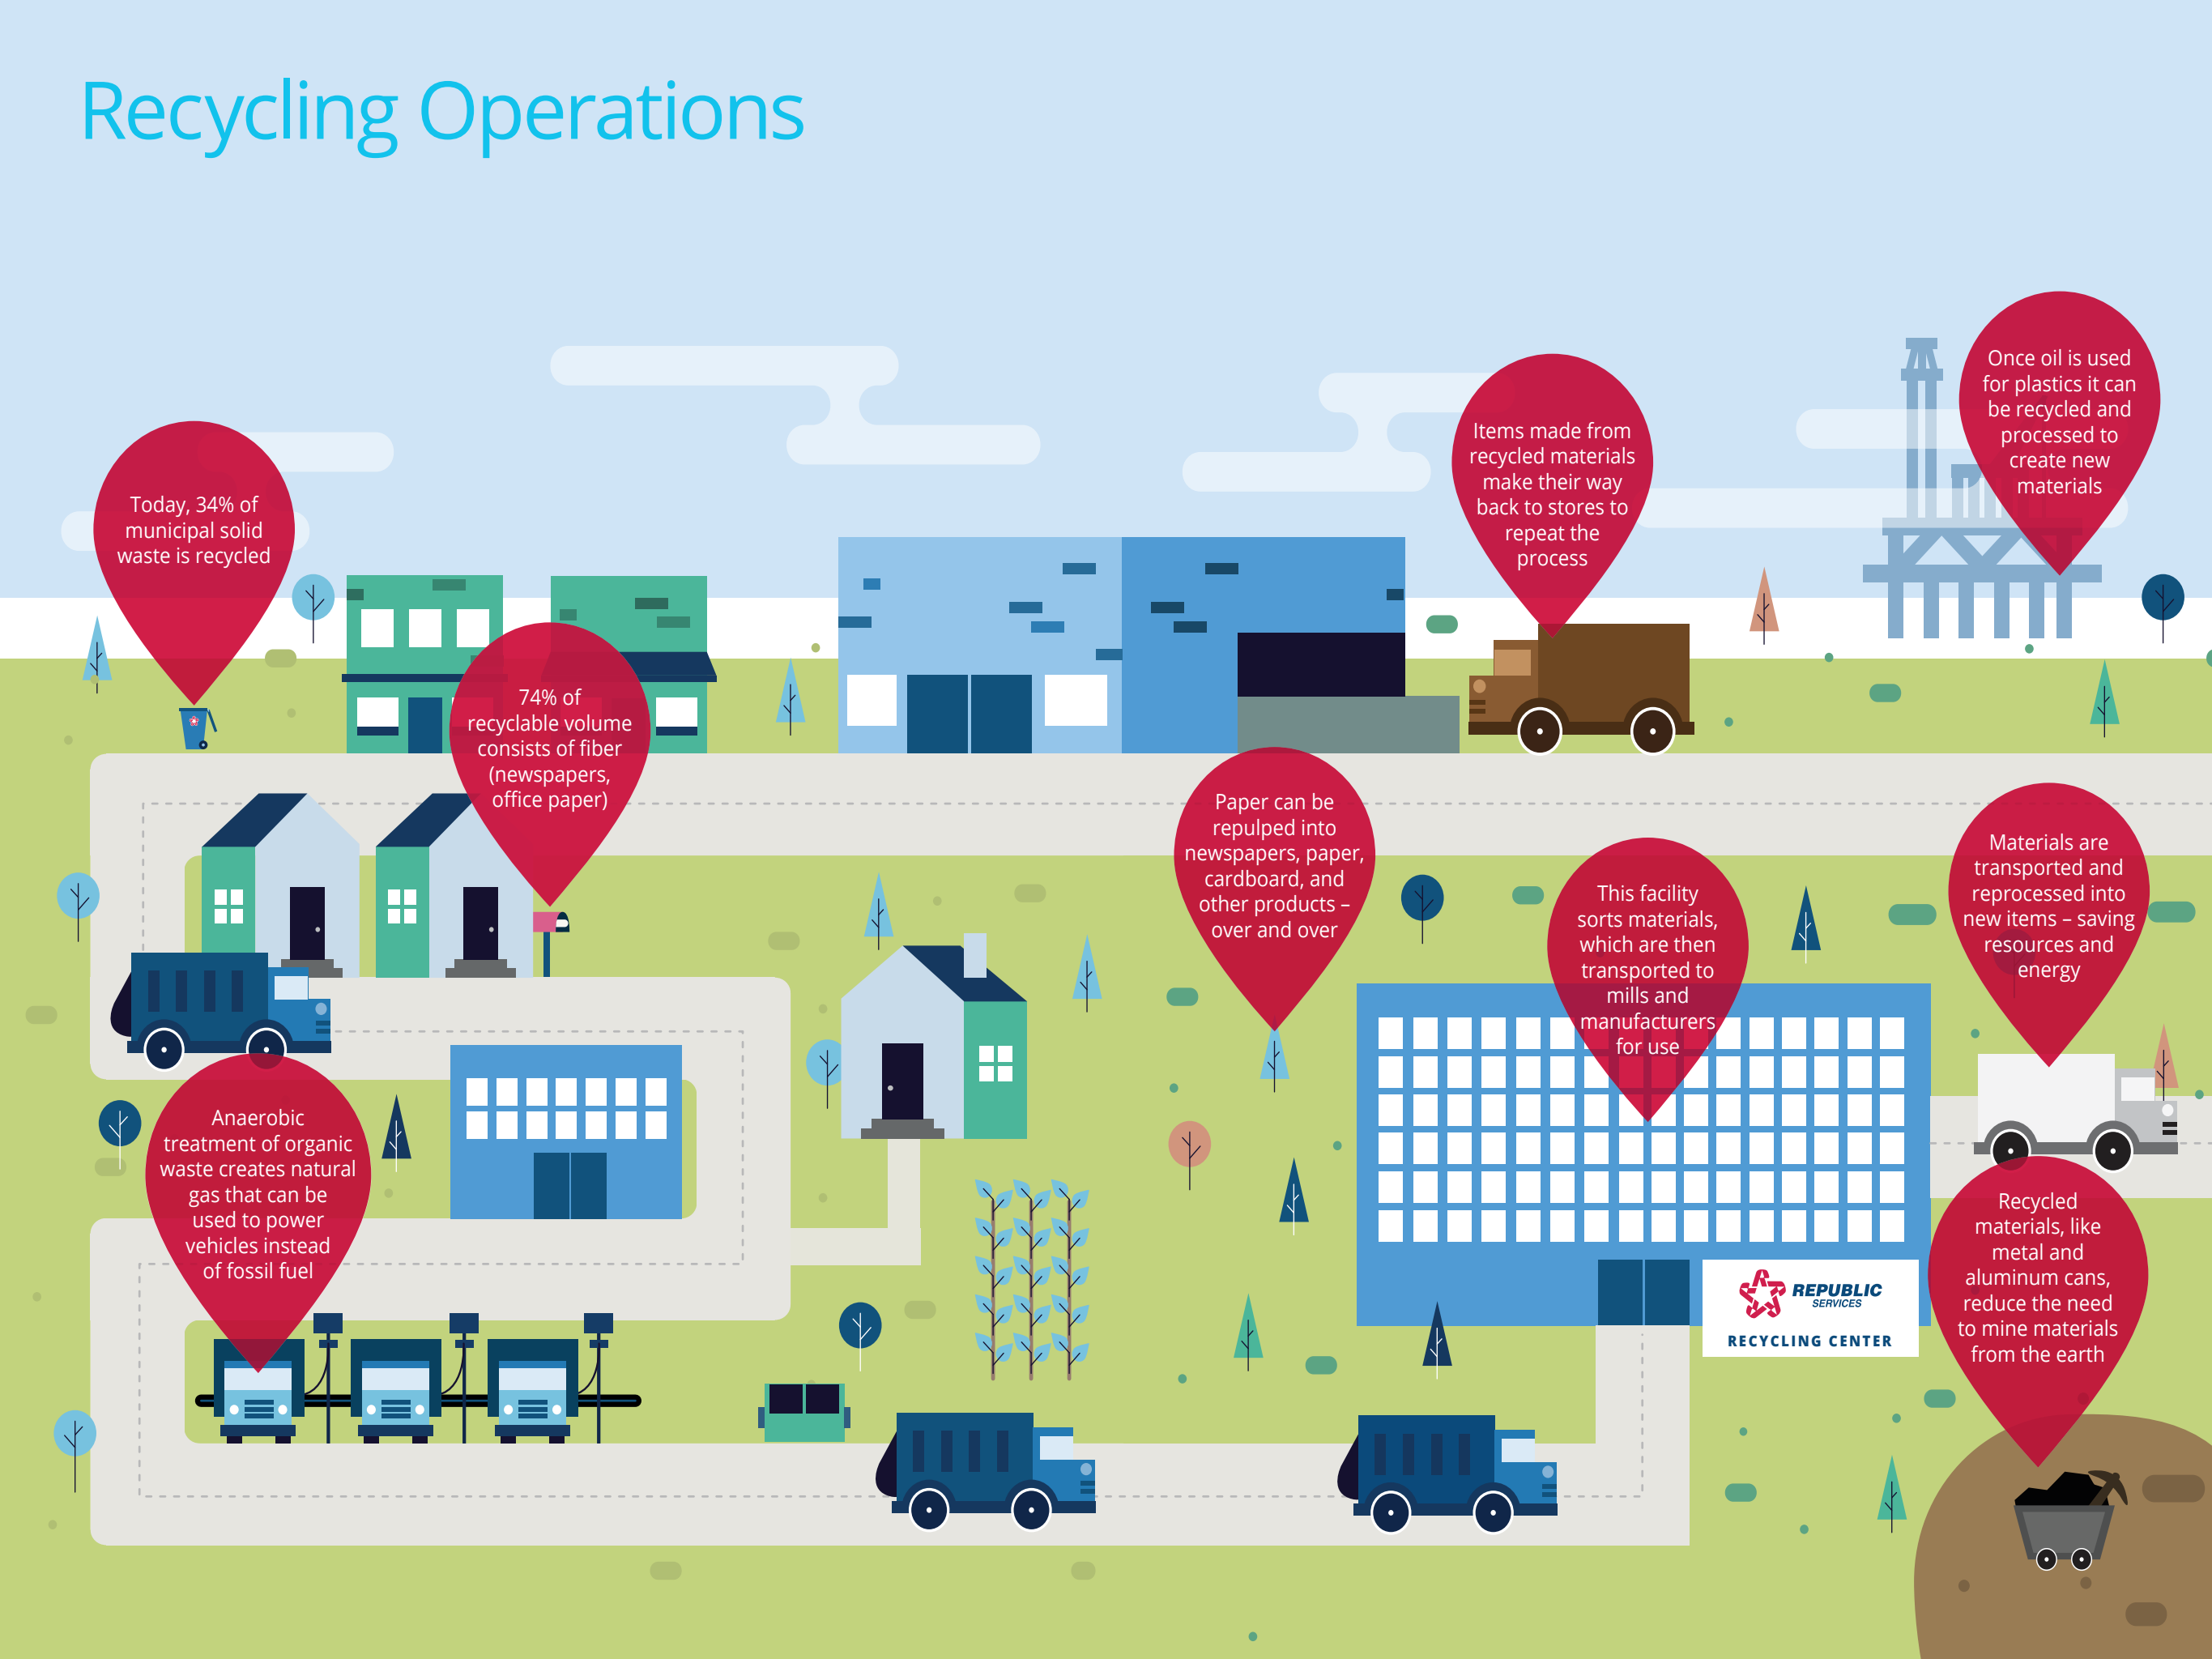 Recycling Operations
Once oil is used
for plastics it can
be recycled and
processed to
create new
materials
Items made from
recycled materials
make their way
back to stores to
repeat the
process
Today, 34% of
municipal solid
waste is recycled
74% of
recyclable volume
consists of fiber
(newspapers,
office paper)
Paper can be
repulped into
newspapers, paper,
cardboard, and
other products –
over and over
This facility
sorts materials,
which are then
transported to
mills and
manufacturers
for use
Materials are
transported and
reprocessed into
new items – saving
resources and
energy
Anaerobic
treatment of organic
waste creates natural
gas that can be
used to power
vehicles instead
of fossil fuel
Recycled
materials, like
metal and
aluminum cans,
reduce the need
to mine materials
from the earth
REPUBLIC
SERVICES
RECYCLING CENTER